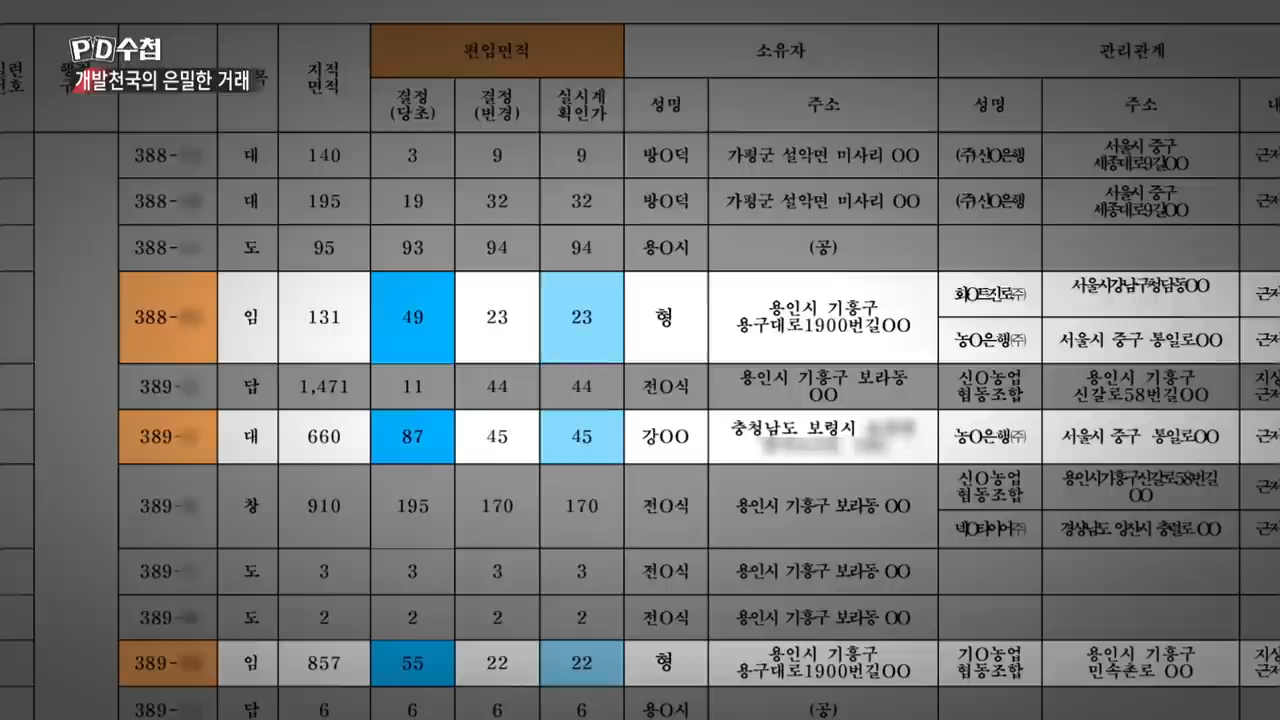 PD수첩
개발천국의 은밀한 거래
지적
면적
편입면적
소유자
관리관계
결정
(당초)
결정
(변경)
실시계
획인가
성명
주소
성명
주소
388- 대 140 3 9 9 방O덕 가평군 설악면 미사리 OO (주)신O은행 서울시 중구
세종대로9길OO
388- 대 195 19 32 32 방O덕 가평군 설악면 미사리 OO (주)신O은행 서울시 중구
세종대로9길OO
388- 도 95 93 94 94 용O시 (공)
388- 임 131 49 23 23 형 용인시 기흥구
용구대로1900번길OO
화O트진로㈜ 서울시강남구청담동OO
농O은행㈜ 서울시 중구 통일로OO
389- 답 1,471 11 44 44 전O식 용인시 기흥구 보라동
OO
신O농업
협동조합
용인시 기흥구
신갈로58번길OO
389- 대 660 87 45 45 강OO 충청남도 보령시
농O은행㈜ 서울시 중구 통일로OO
389- 창 910 195 170 170 전O식 용인시 기흥구 보라동 OO
신O농업
협동조합
용인시기흥구신갈로58번길
OO
넥O타이어㈜ 경상남도 양산시 충렬로 OO
389- 도 3 3 3 3 전O식 용인시 기흥구 보라동 OO
389- 도 2 2 2 2 전O식 용인시 기흥구 보라동 OO
389- 임 857 55 22 22 형 용인시 기흥구
용구대로1900번길OO
기O농업
협동조합
용인시 기흥구
민속촌로 OO
389- 답 6 6 6 6 용O시 (공)